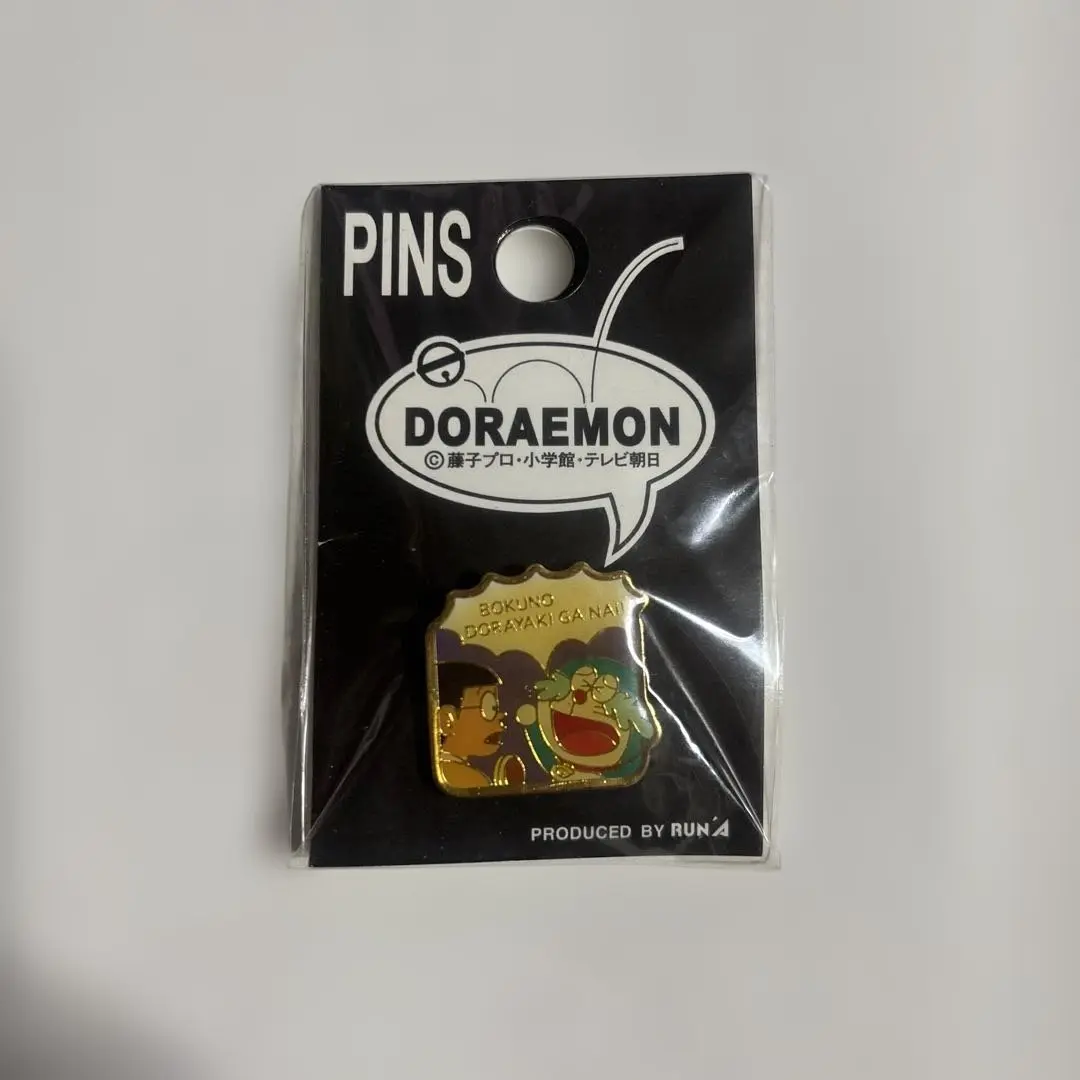 PINS
DORAEMON
©藤子プロ・小学館・テレビ朝日
BOKUNO
DORAYAKI GA NAI!
PRODUCED BY RUN'A